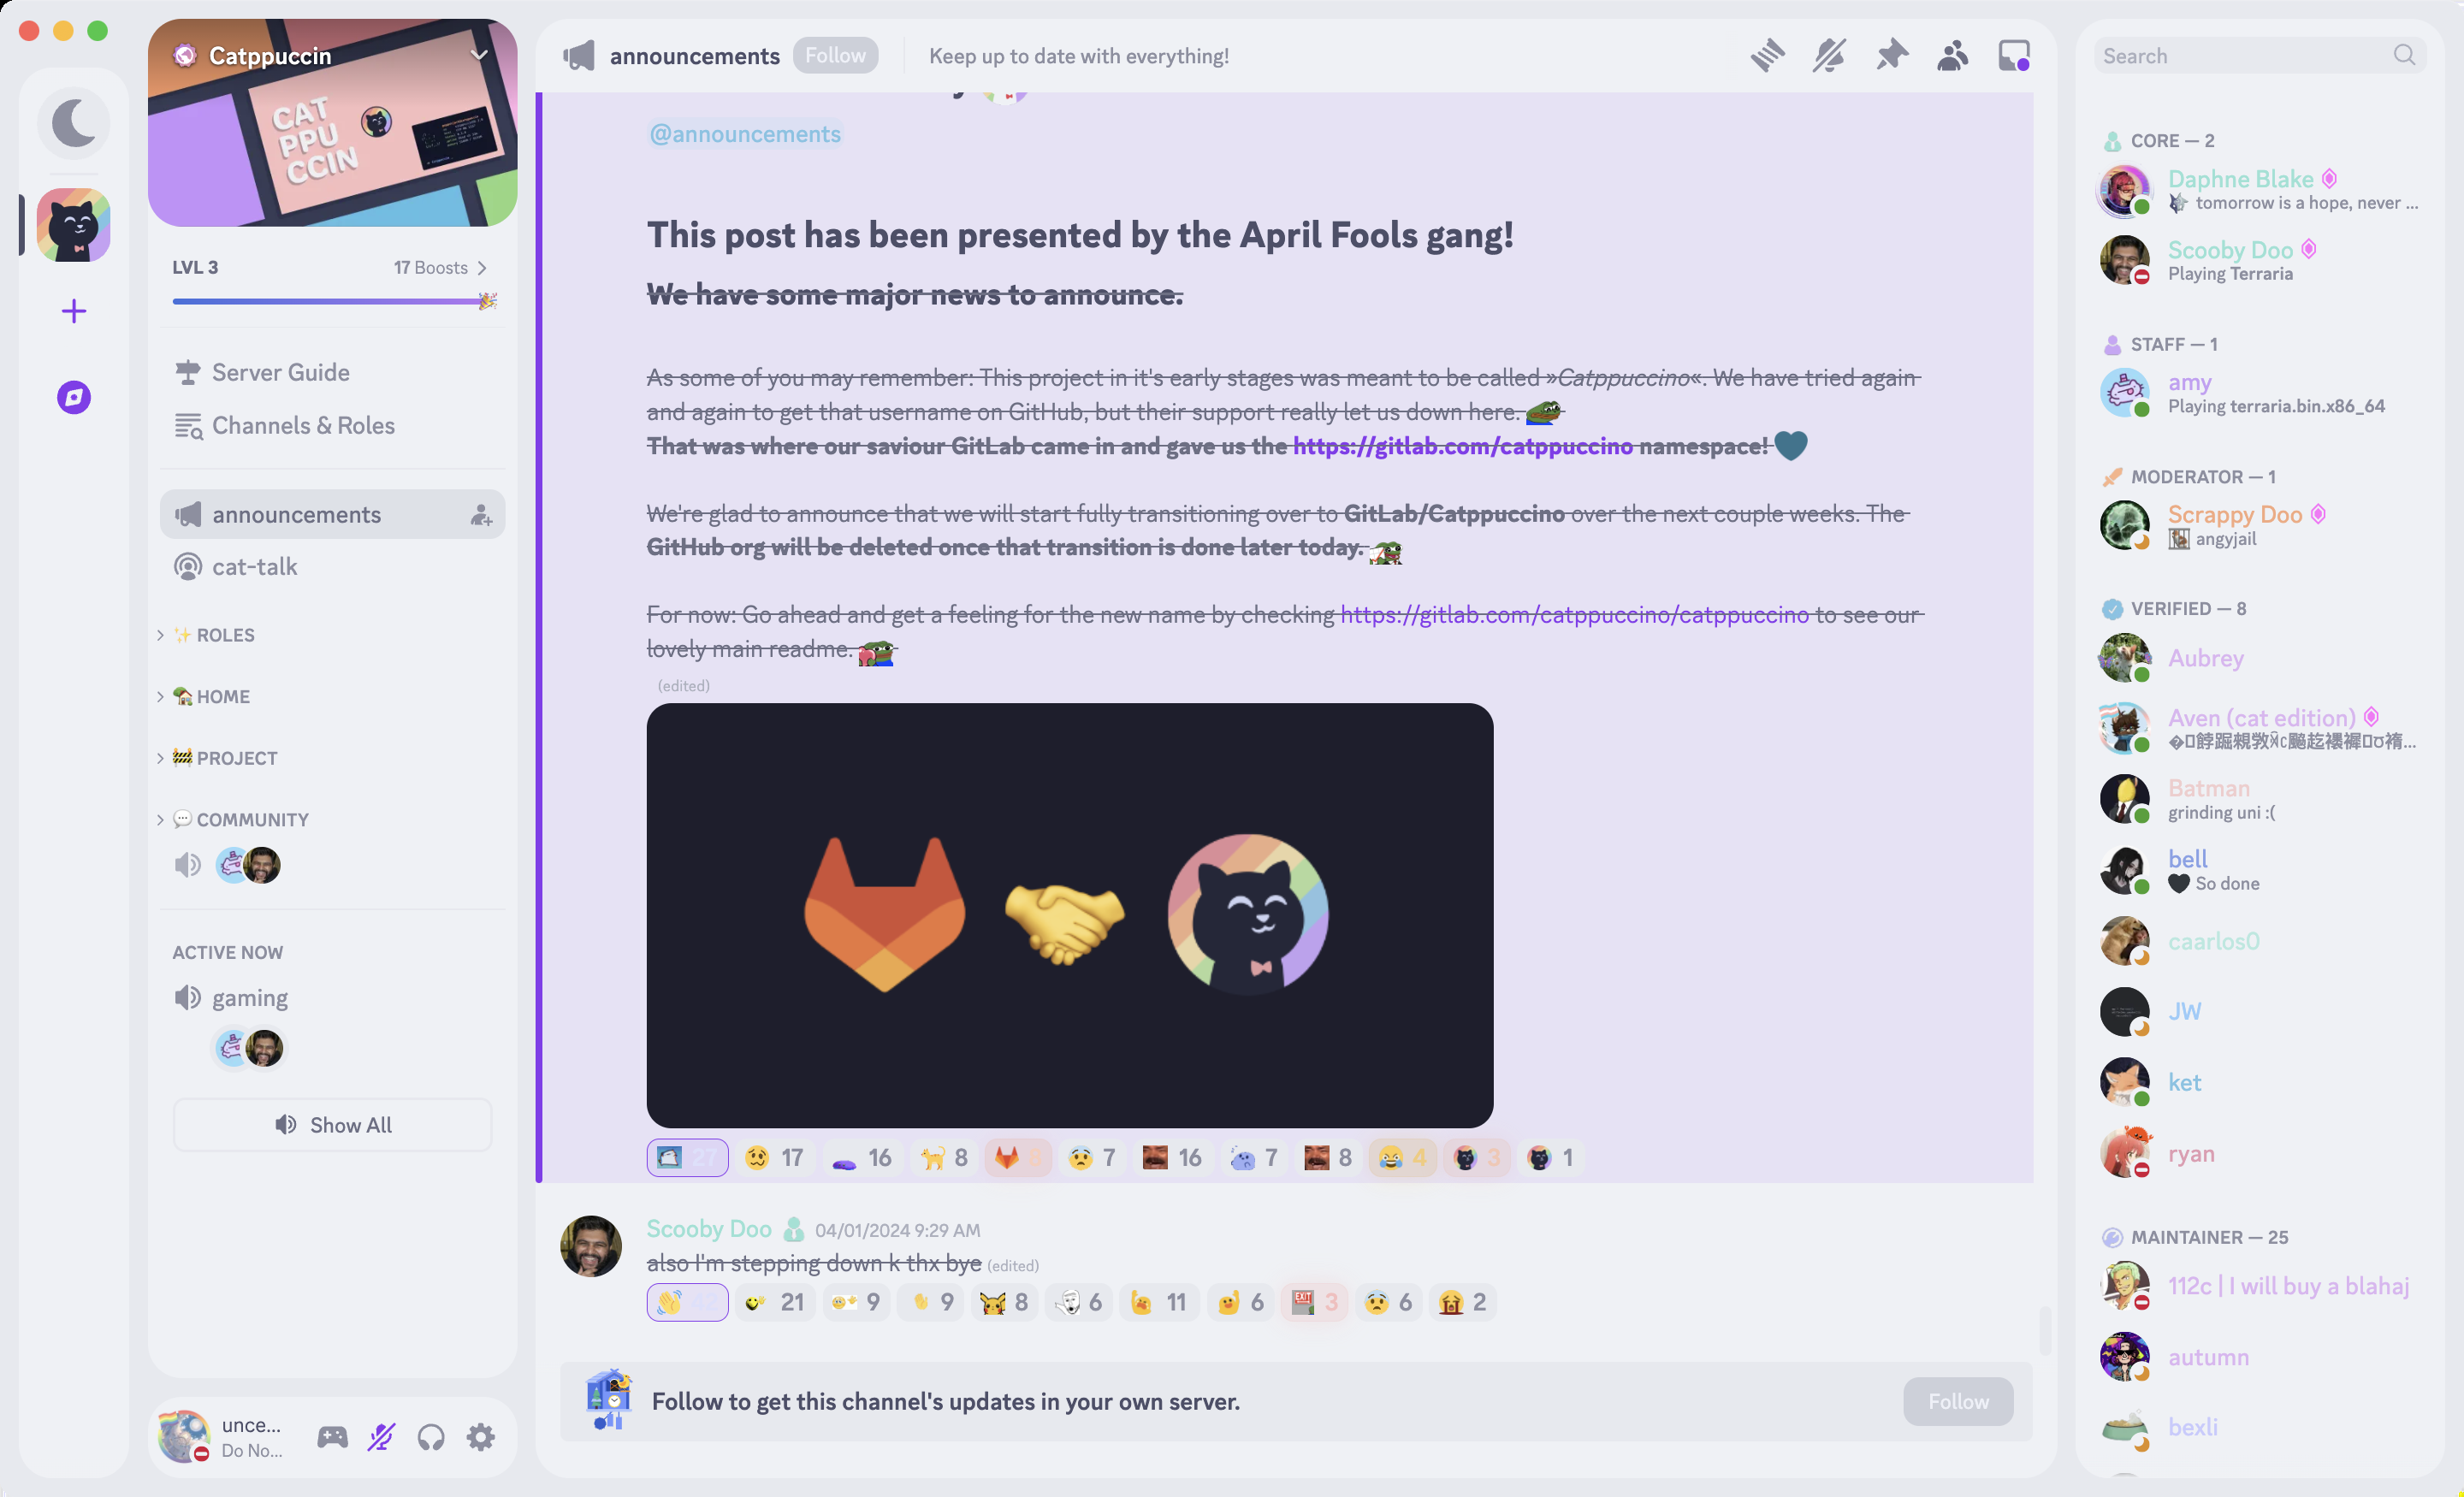 Catppuccin
CAT
PPU
CCIN
LVL 3
17 Boosts
Server Guide
Channels & Roles
announcements
cat-talk
ROLES
HOME
PROJECT
COMMUNITY
ACTIVE NOW
gaming
Show All
unce...
Do No...
announcements
Follow
Keep up to date with everything!
@announcements
This post has been presented by the April Fools gang!
We have some major news to announce.
As some of you may remember: This project in it's early stages was meant to be called »Catppuccino«. We have tried again
and again to get that username on GitHub, but their support really let us down here.
That was where our saviour GitLab came in and gave us the https://gitlab.com/catppuccino namespace!
We're glad to announce that we will start fully transitioning over to GitLab/Catppuccino over the next couple weeks. The
GitHub org will be deleted once that transition is done later today.
For now: Go ahead and get a feeling for the new name by checking https://gitlab.com/catppuccino/catppuccino to see our
lovely main readme.
(edited)
27 17 16 8 7 16 7 8 4 3 1
Scooby Doo 04/01/2024 9:29 AM
also I'm stepping down k thx bye (edited)
42 21 9 9 8 6 11 6 EXIT 3 6 2
Follow to get this channel's updates in your own server.
Follow
Search
CORE — 2
Daphne Blake
tomorrow is a hope, never ...
Scooby Doo
Playing Terraria
STAFF — 1
amy
Playing terraria.bin.x86_64
MODERATOR — 1
Scrappy Doo
angyjail
VERIFIED — 8
Aubrey
Aven (cat edition)
Batman
grinding uni :(
bell
So done
caarlos0
JW
ket
ryan
MAINTAINER — 25
112c | I will buy a blahaj
autumn
bexli